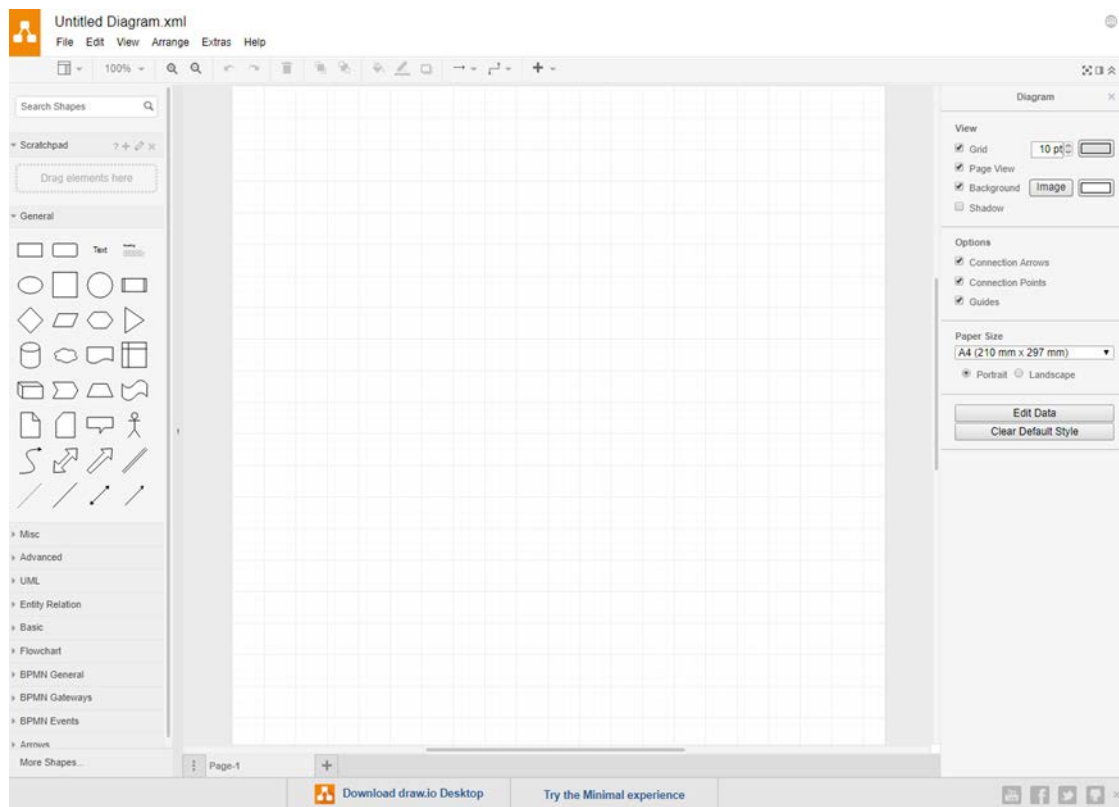 Untitled Diagram.xml
File Edit View Arrange Extras Help
100%
Search Shapes
Scratchpad
?
Drag elements here
General
Text
Misc
Advanced
UML
Entity Relation
Basic
Flowchart
BPMN General
BPMN Gateways
BPMN Events
Arrows
More Shapes...
Page-1
Download draw.io Desktop
Try the Minimal experience
Diagram
View
Grid 10 pt
Page View
Background Image
Shadow
Options
Connection Arrows
Connection Points
Guides
Paper Size
A4 (210 mm x 297 mm)
Portrait Landscape
Edit Data
Clear Default Style